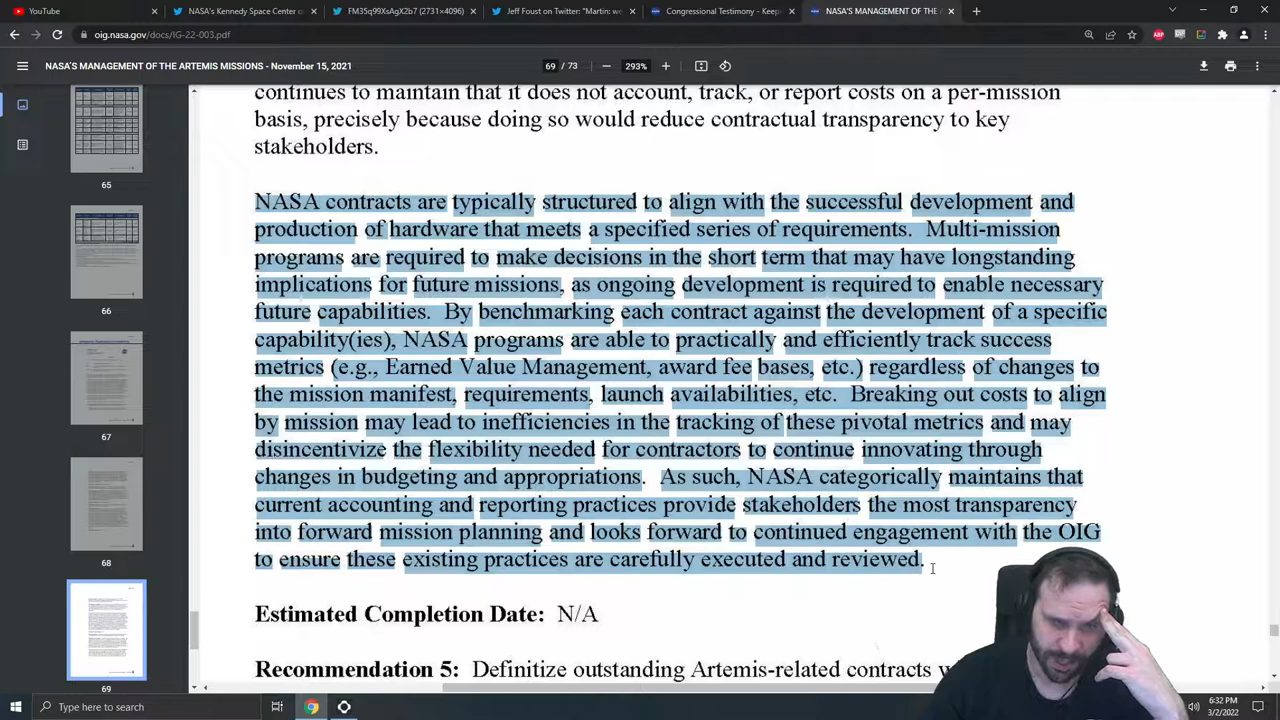 YouTube
NASA's Kennedy Space Center o
FM35q99XsAgX2b7 (2731×4096)
Jeff Foust on Twitter: "Martin we
Congressional Testimony - Keep
NASA'S MANAGEMENT OF THE
oig.nasa.gov/docs/IG-22-003.pdf
NASA'S MANAGEMENT OF THE ARTEMIS MISSIONS - November 15, 2021
69 / 73
293%
continues to maintain that it does not account, track, or report costs on a per-mission
basis, precisely because doing so would reduce contractual transparency to key
stakeholders.
NASA contracts are typically structured to align with the successful development and
production of hardware that meets a specified series of requirements. Multi-mission
programs are required to make decisions in the short term that may have longstanding
implications for future missions, as ongoing development is required to enable necessary
future capabilities. By benchmarking each contract against the development of a specific
capability(ies), NASA programs are able to practically and efficiently track success
metrics (e.g., Earned Value Management, award fee bases, etc.) regardless of changes to
the mission manifest, requirements, launch availabilities, etc. Breaking out costs to align
by mission may lead to inefficiencies in the tracking of these pivotal metrics and may
disincentivize the flexibility needed for contractors to continue innovating through
changes in budgeting and appropriations. As such, NASA categorically maintains that
current accounting and reporting practices provide stakeholders the most transparency
into forward mission planning and looks forward to continued engagement with the OIG
to ensure these existing practices are carefully executed and reviewed.
Estimated Completion Date: N/A
Recommendation 5: Definitize outstanding Artemis-related contracts w
65
66
67
68
69
Type here to search
6:32 PM
3/2/2022